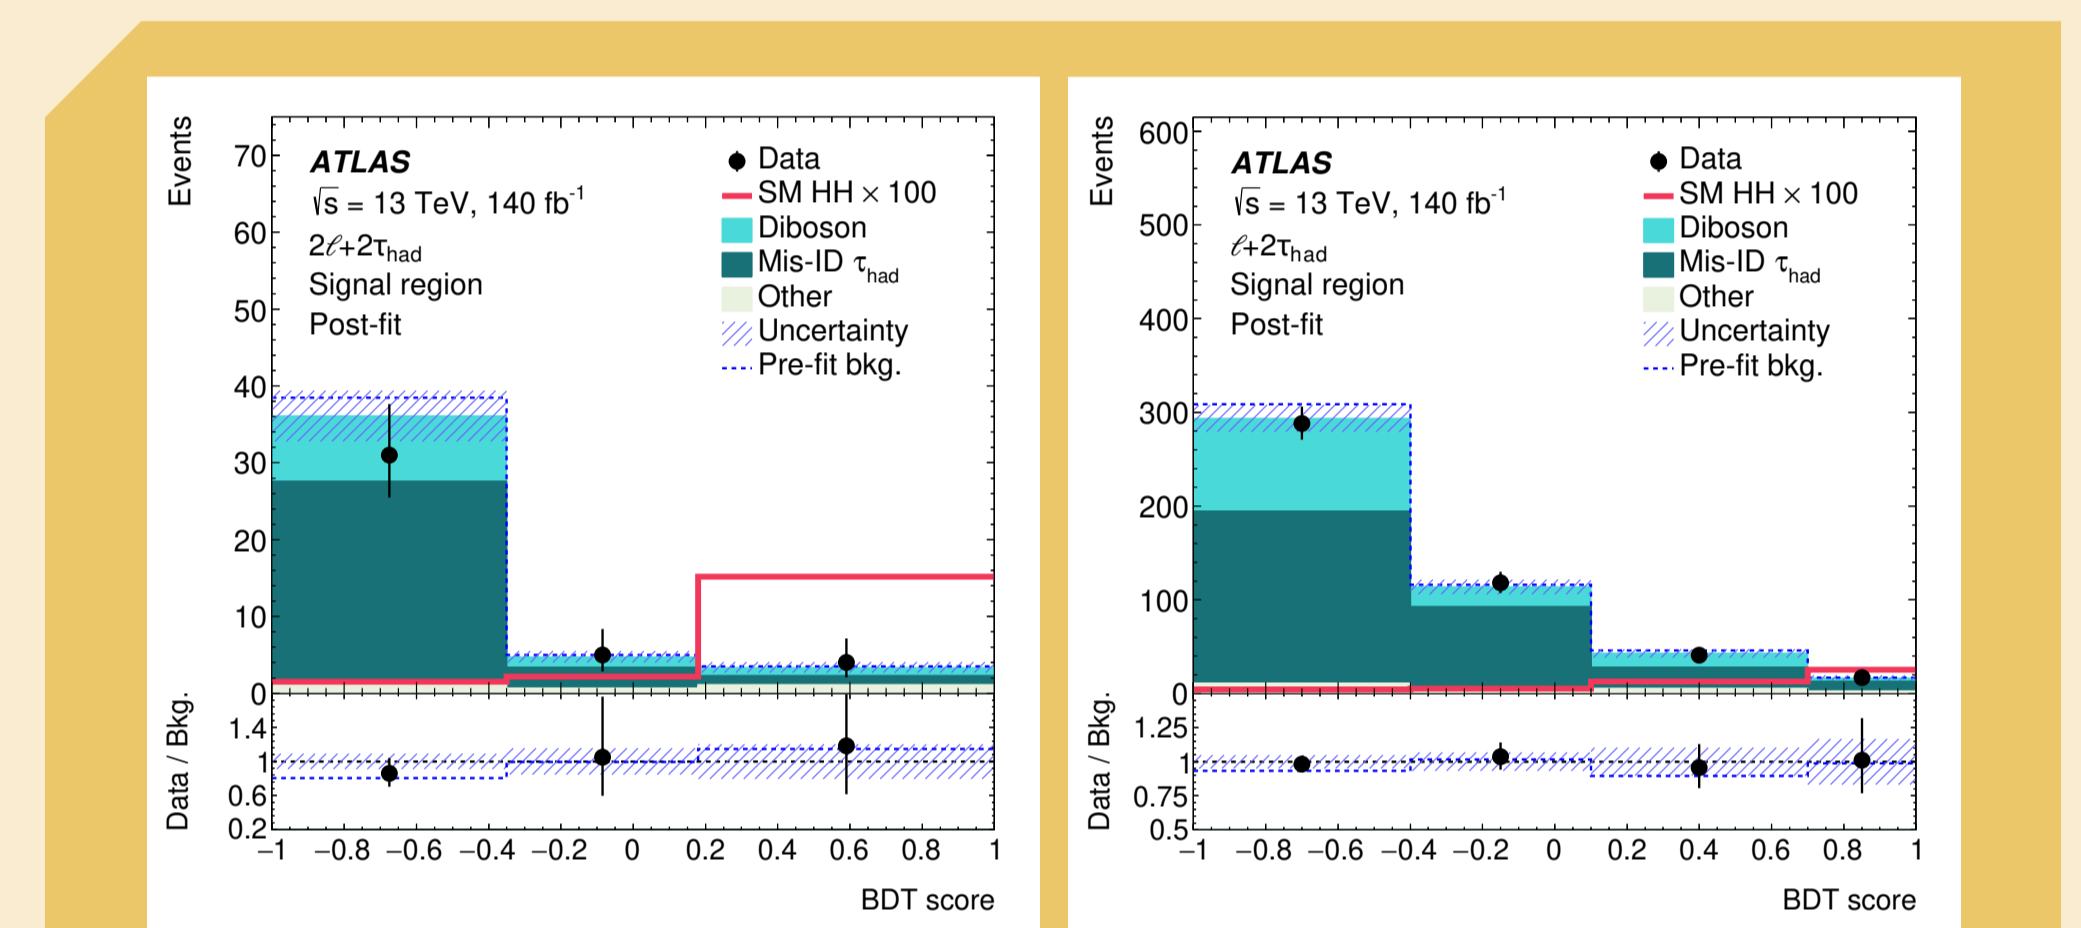 Events
70
60
50
40
30
20
10
0
ATLAS
√s = 13 TeV, 140 fb⁻¹
2ℓ+2τhad
Signal region
Post-fit
Data
SM HH × 100
Diboson
Mis-ID τhad
Other
Uncertainty
Pre-fit bkg.
Data / Bkg.
1.4
1
0.6
0.2
−1 −0.8 −0.6 −0.4 −0.2 0 0.2 0.4 0.6 0.8 1
BDT score
Events
600
500
400
300
200
100
0
ATLAS
√s = 13 TeV, 140 fb⁻¹
ℓ+2τhad
Signal region
Post-fit
Data
SM HH × 100
Diboson
Mis-ID τhad
Other
Uncertainty
Pre-fit bkg.
Data / Bkg.
1.25
1
0.75
0.5
−1 −0.8 −0.6 −0.4 −0.2 0 0.2 0.4 0.6 0.8 1
BDT score